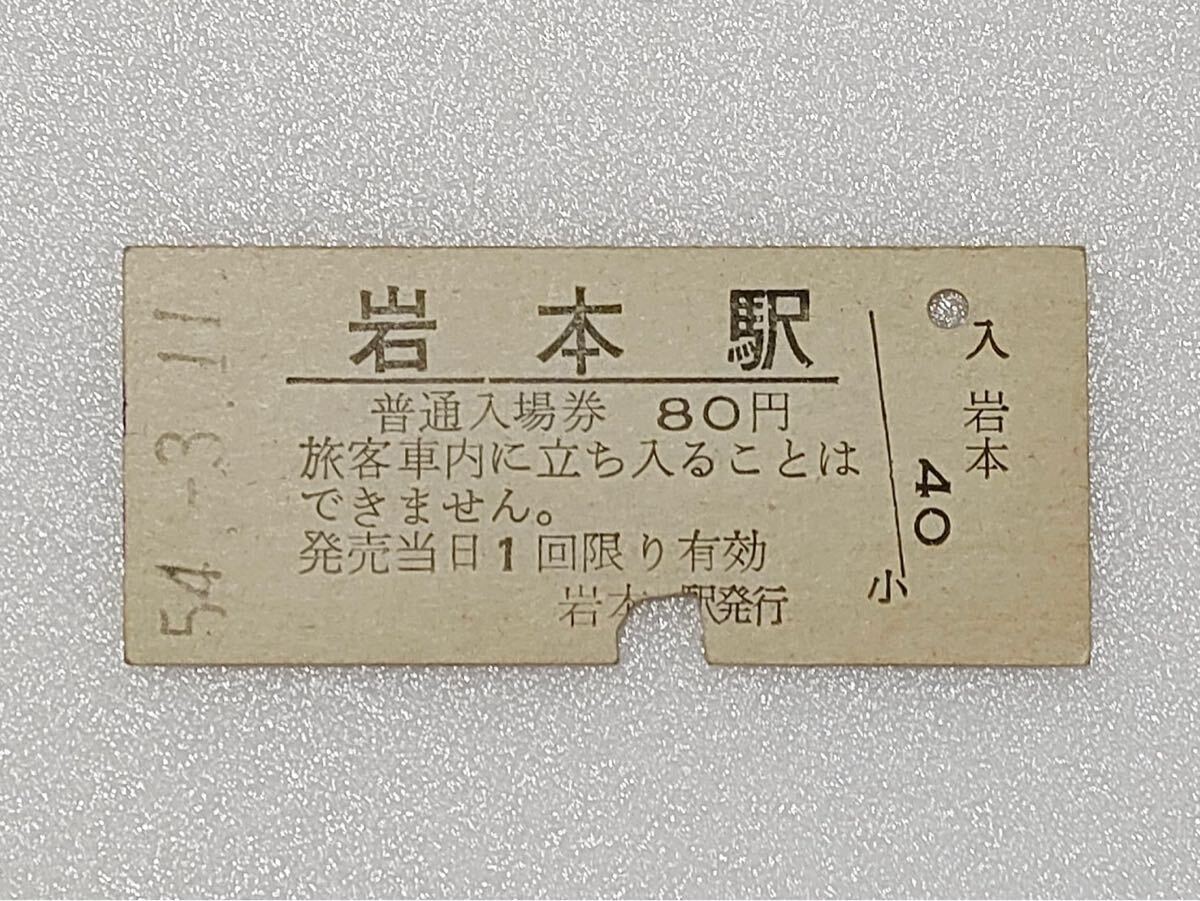 54.-3.11
岩本駅
普通入場券 80円
旅客車内に立ち入ることは
できません。
発売当日1回限り有効
岩本駅発行
小
40
入
岩本